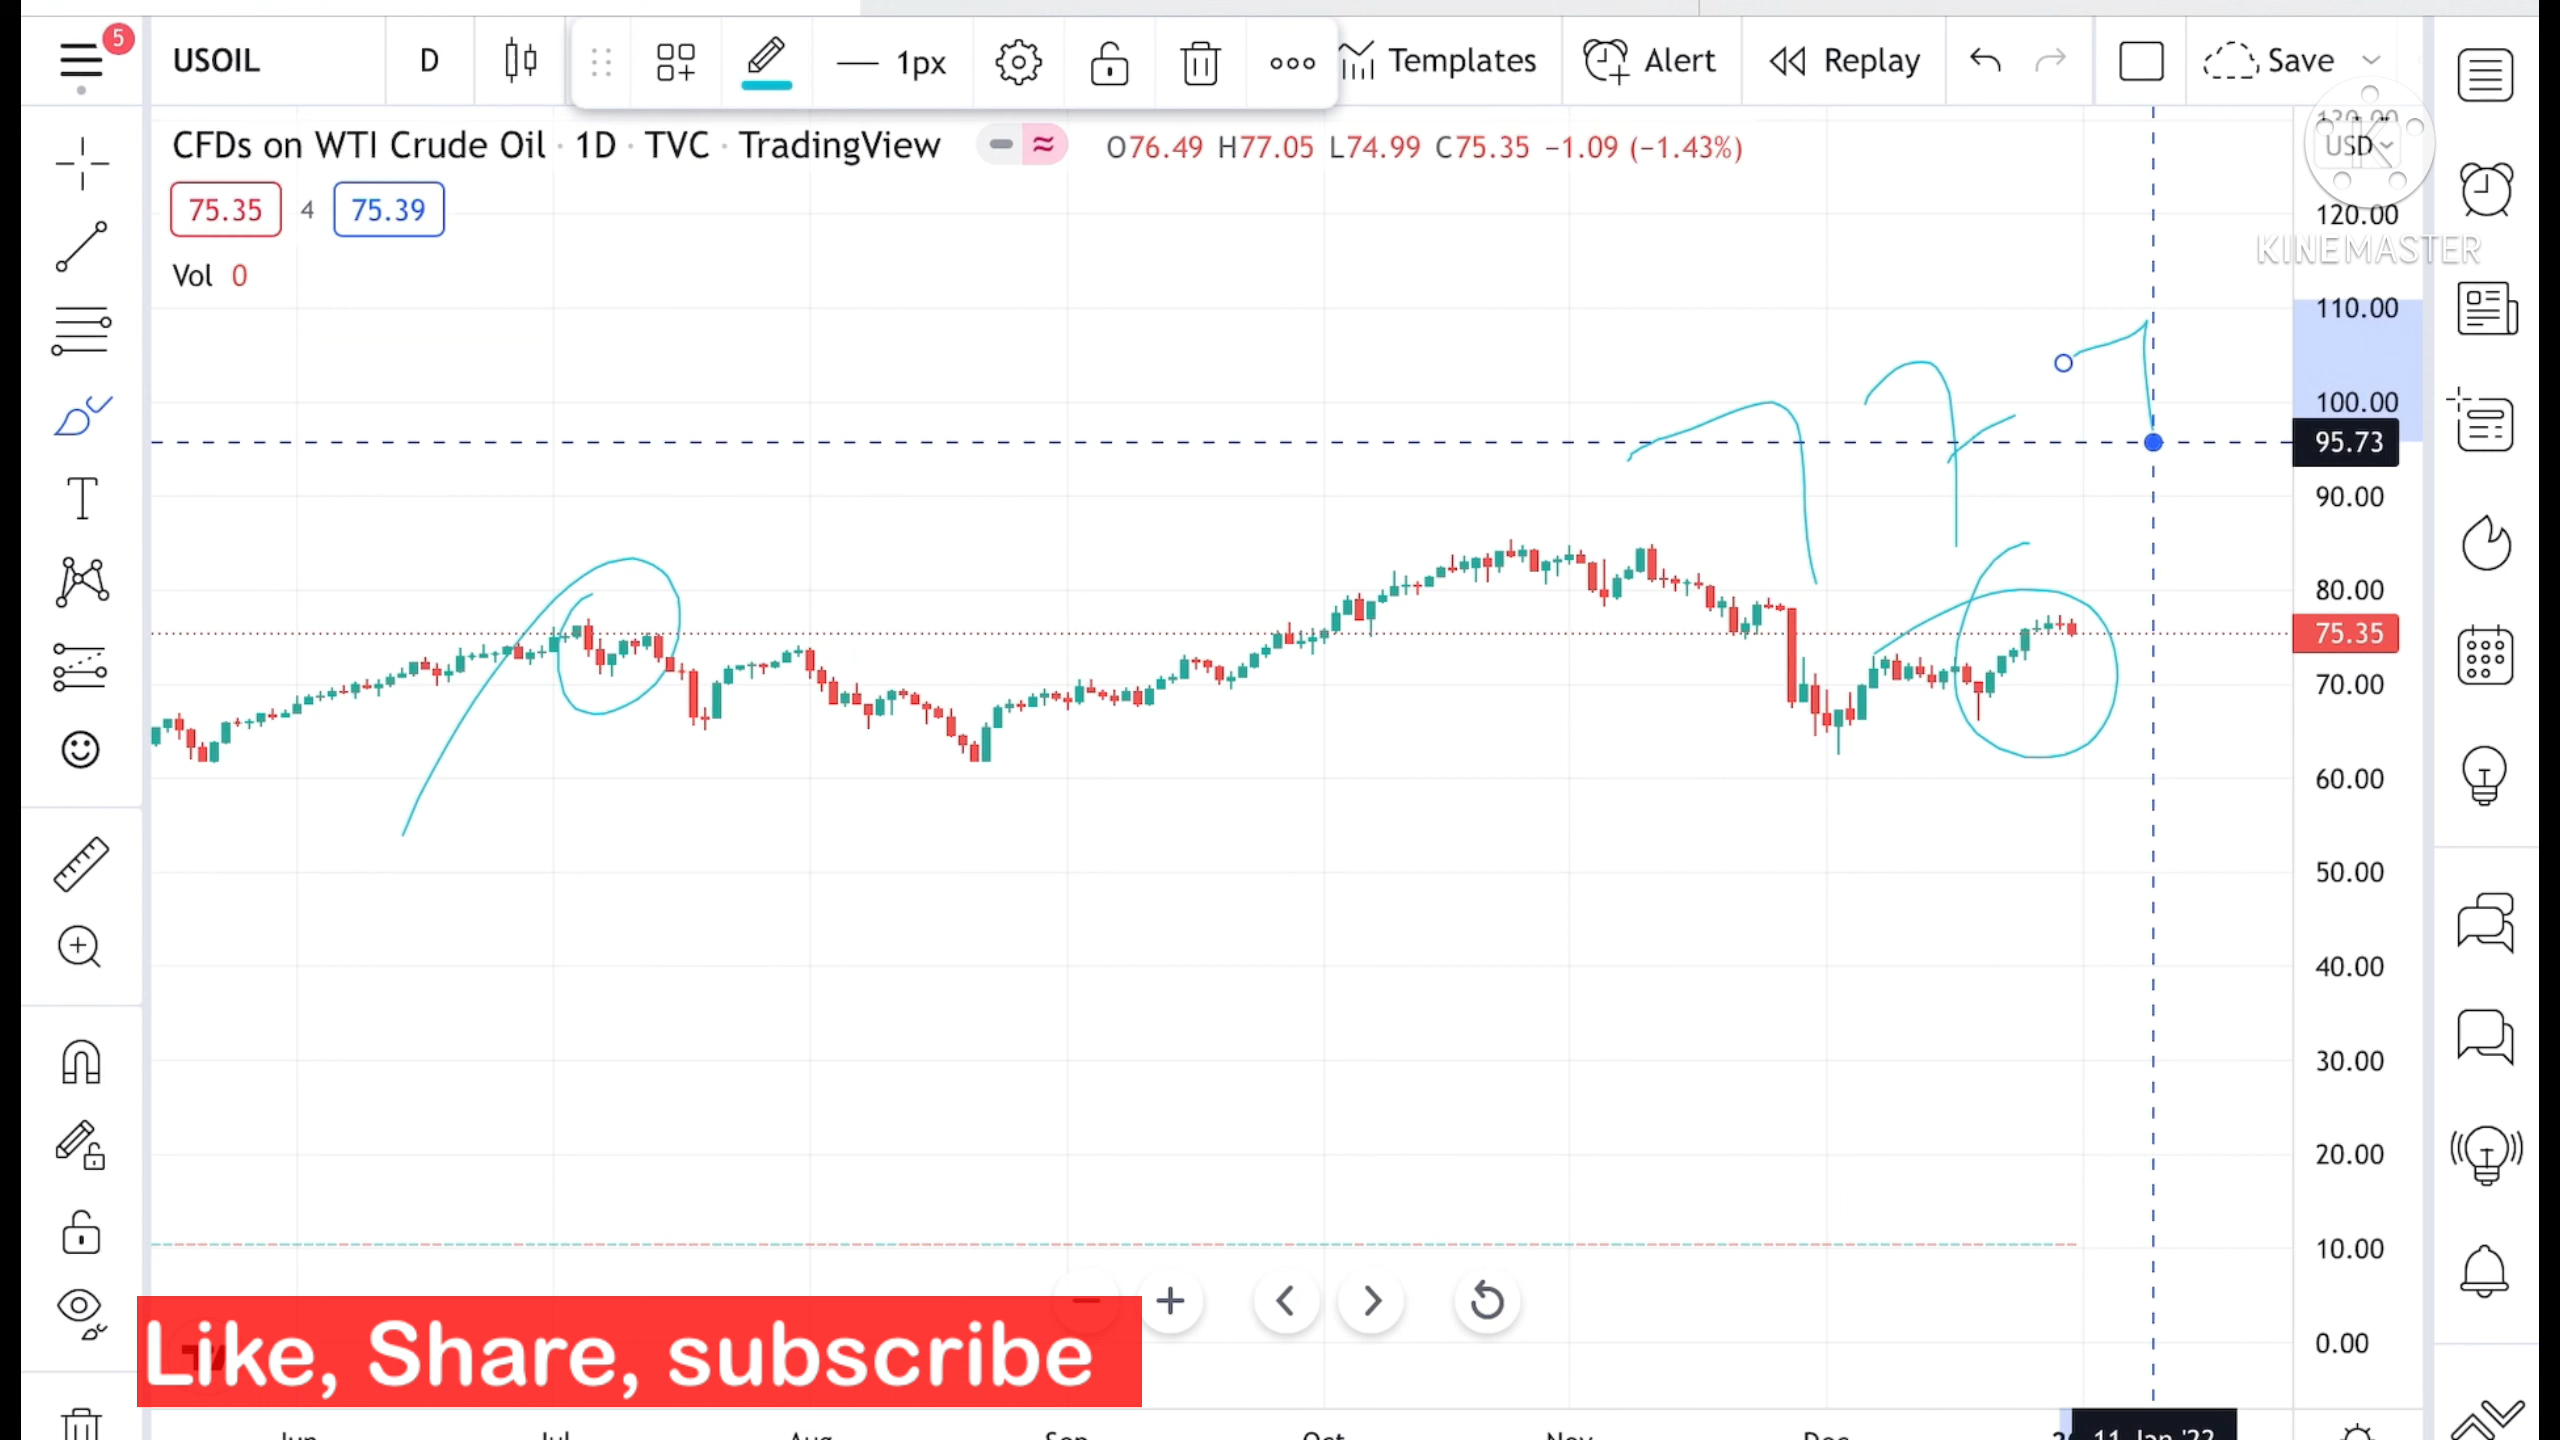 5
USOIL D 1px Templates Alert Replay Save
CFDs on WTI Crude Oil · 1D · TVC · TradingView O76.49 H77.05 L74.99 C75.35 −1.09 (−1.43%)
75.35 4 75.39
Vol 0
130.00
USD
120.00
KINEMASTER
110.00
100.00
95.73
90.00
80.00
75.35
70.00
60.00
50.00
40.00
30.00
20.00
10.00
0.00
Like, Share, subscribe
Jun Jul Aug Sep Oct Nov Dec 11 Jan '22